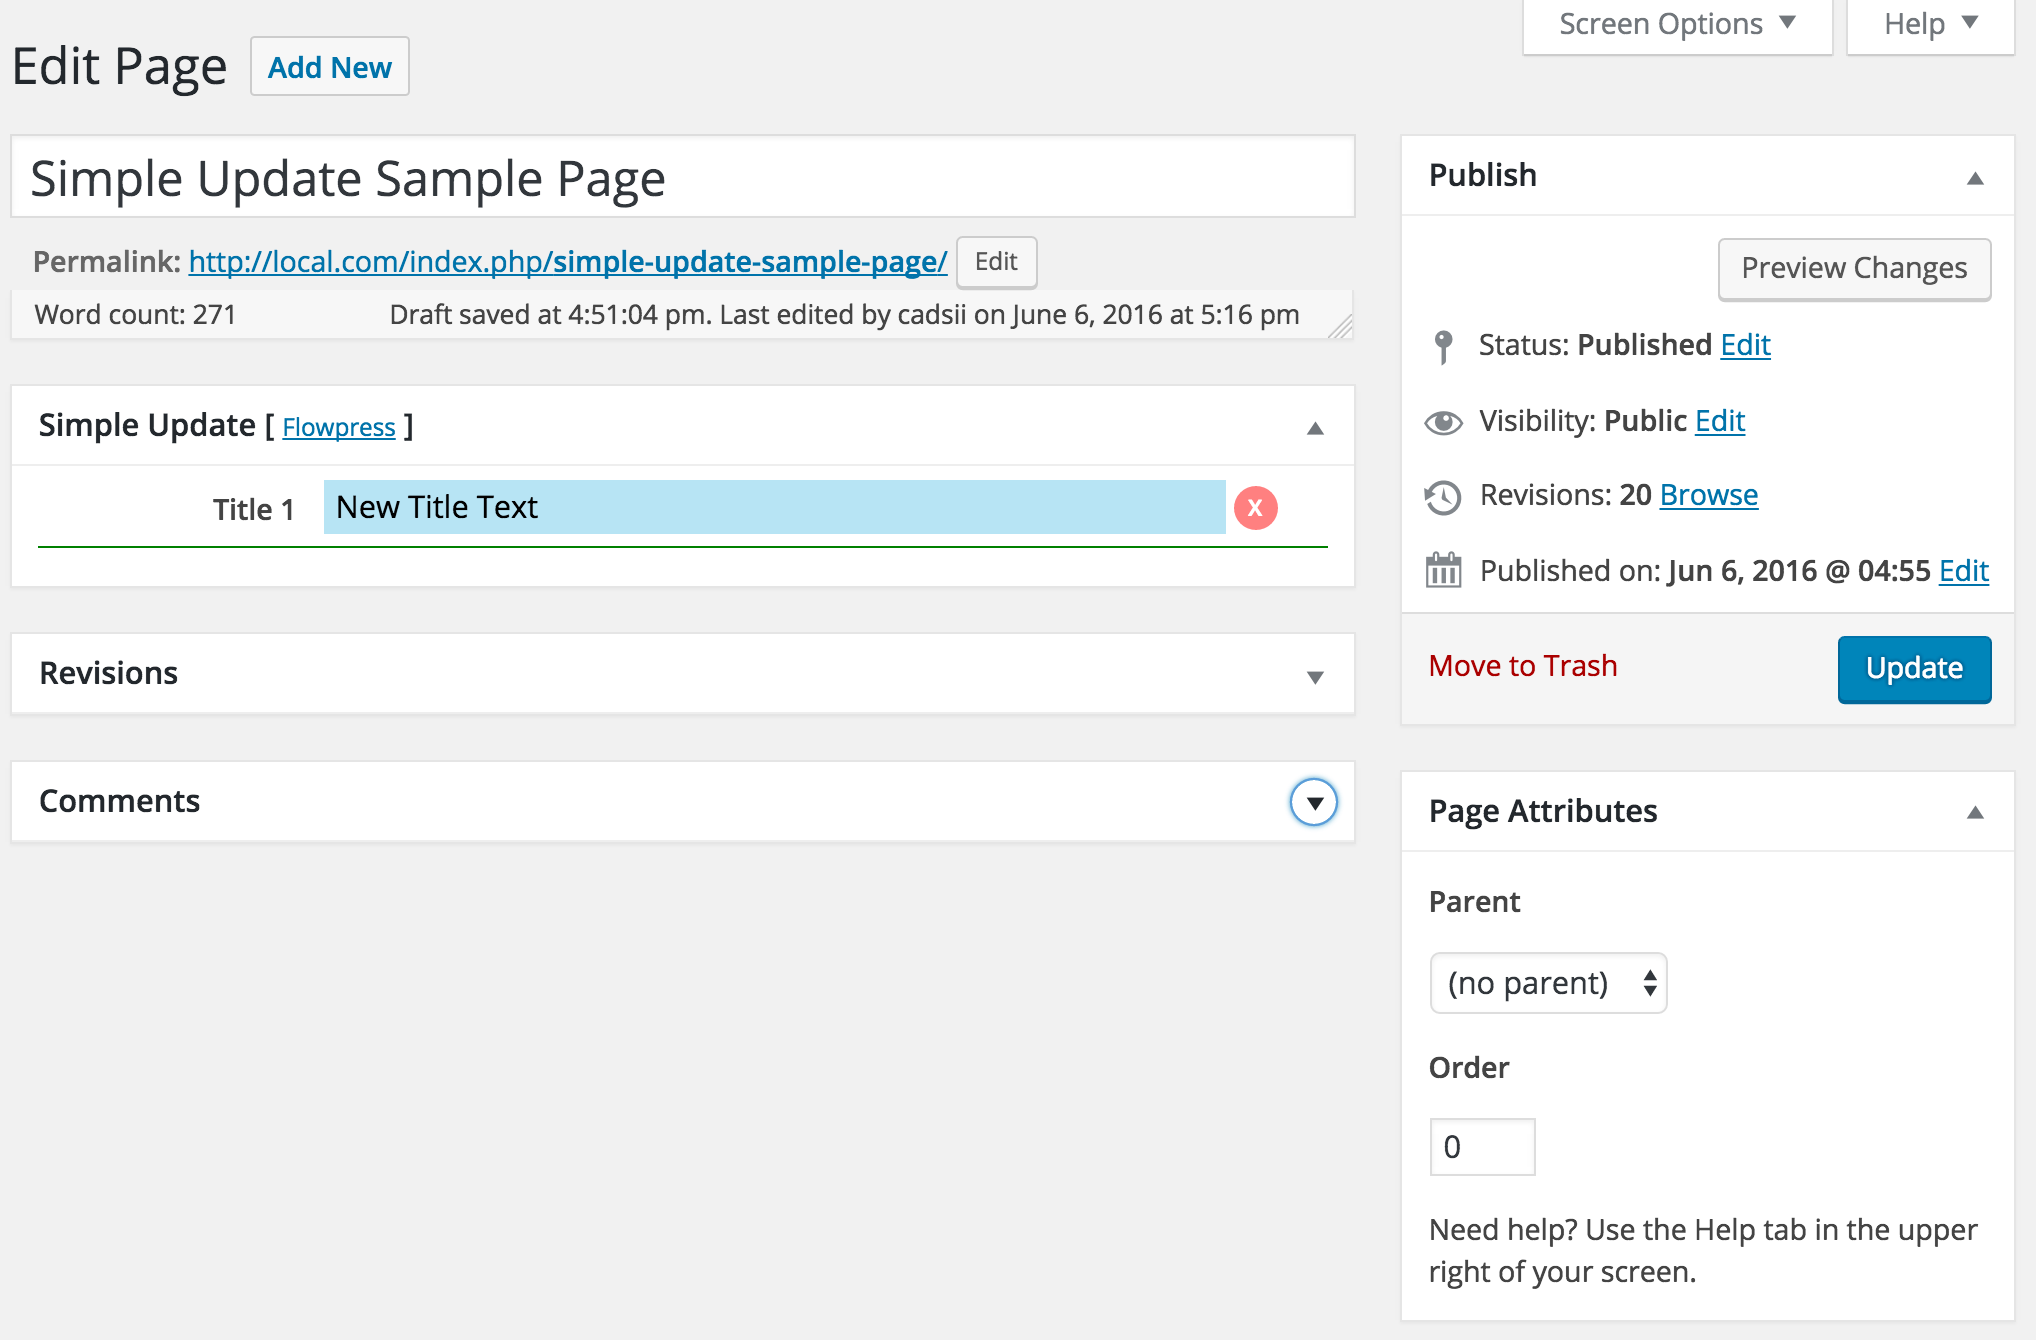 Screen Options ▼
Help ▼
Edit Page Add New
Simple Update Sample Page
Permalink: http://local.com/index.php/simple-update-sample-page/ Edit
Word count: 271
Draft saved at 4:51:04 pm. Last edited by cadsii on June 6, 2016 at 5:16 pm
Simple Update [ Flowpress ]
Title 1 New Title Text X
Revisions
Comments
Publish
Preview Changes
Status: Published Edit
Visibility: Public Edit
Revisions: 20 Browse
Published on: Jun 6, 2016 @ 04:55 Edit
Move to Trash Update
Page Attributes
Parent
(no parent)
Order
0
Need help? Use the Help tab in the upper
right of your screen.